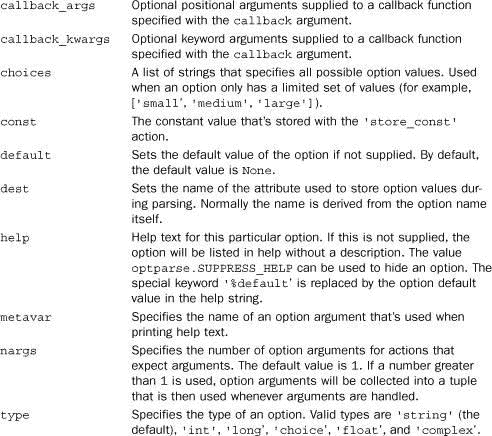 callback_args Optional positional arguments supplied to a callback function
specified with the callback argument.
callback_kwargs Optional keyword arguments supplied to a callback function
specified with the callback argument.
choices A list of strings that specifies all possible option values. Used
when an option only has a limited set of values (for example,
['small', 'medium', 'large']).
const The constant value that's stored with the 'store_const'
action.
default Sets the default value of the option if not supplied. By default,
the default value is None.
dest Sets the name of the attribute used to store option values dur-
ing parsing. Normally the name is derived from the option name
itself.
help Help text for this particular option. If this is not supplied, the
option will be listed in help without a description. The value
optparse.SUPPRESS_HELP can be used to hide an option. The
special keyword '%default' is replaced by the option default
value in the help string.
metavar Specifies the name of an option argument that's used when
printing help text.
nargs Specifies the number of option arguments for actions that
expect arguments. The default value is 1. If a number greater
than 1 is used, option arguments will be collected into a tuple
that is then used whenever arguments are handled.
type Specifies the type of an option. Valid types are 'string' (the
default), 'int', 'long', 'choice', 'float', and 'complex'.